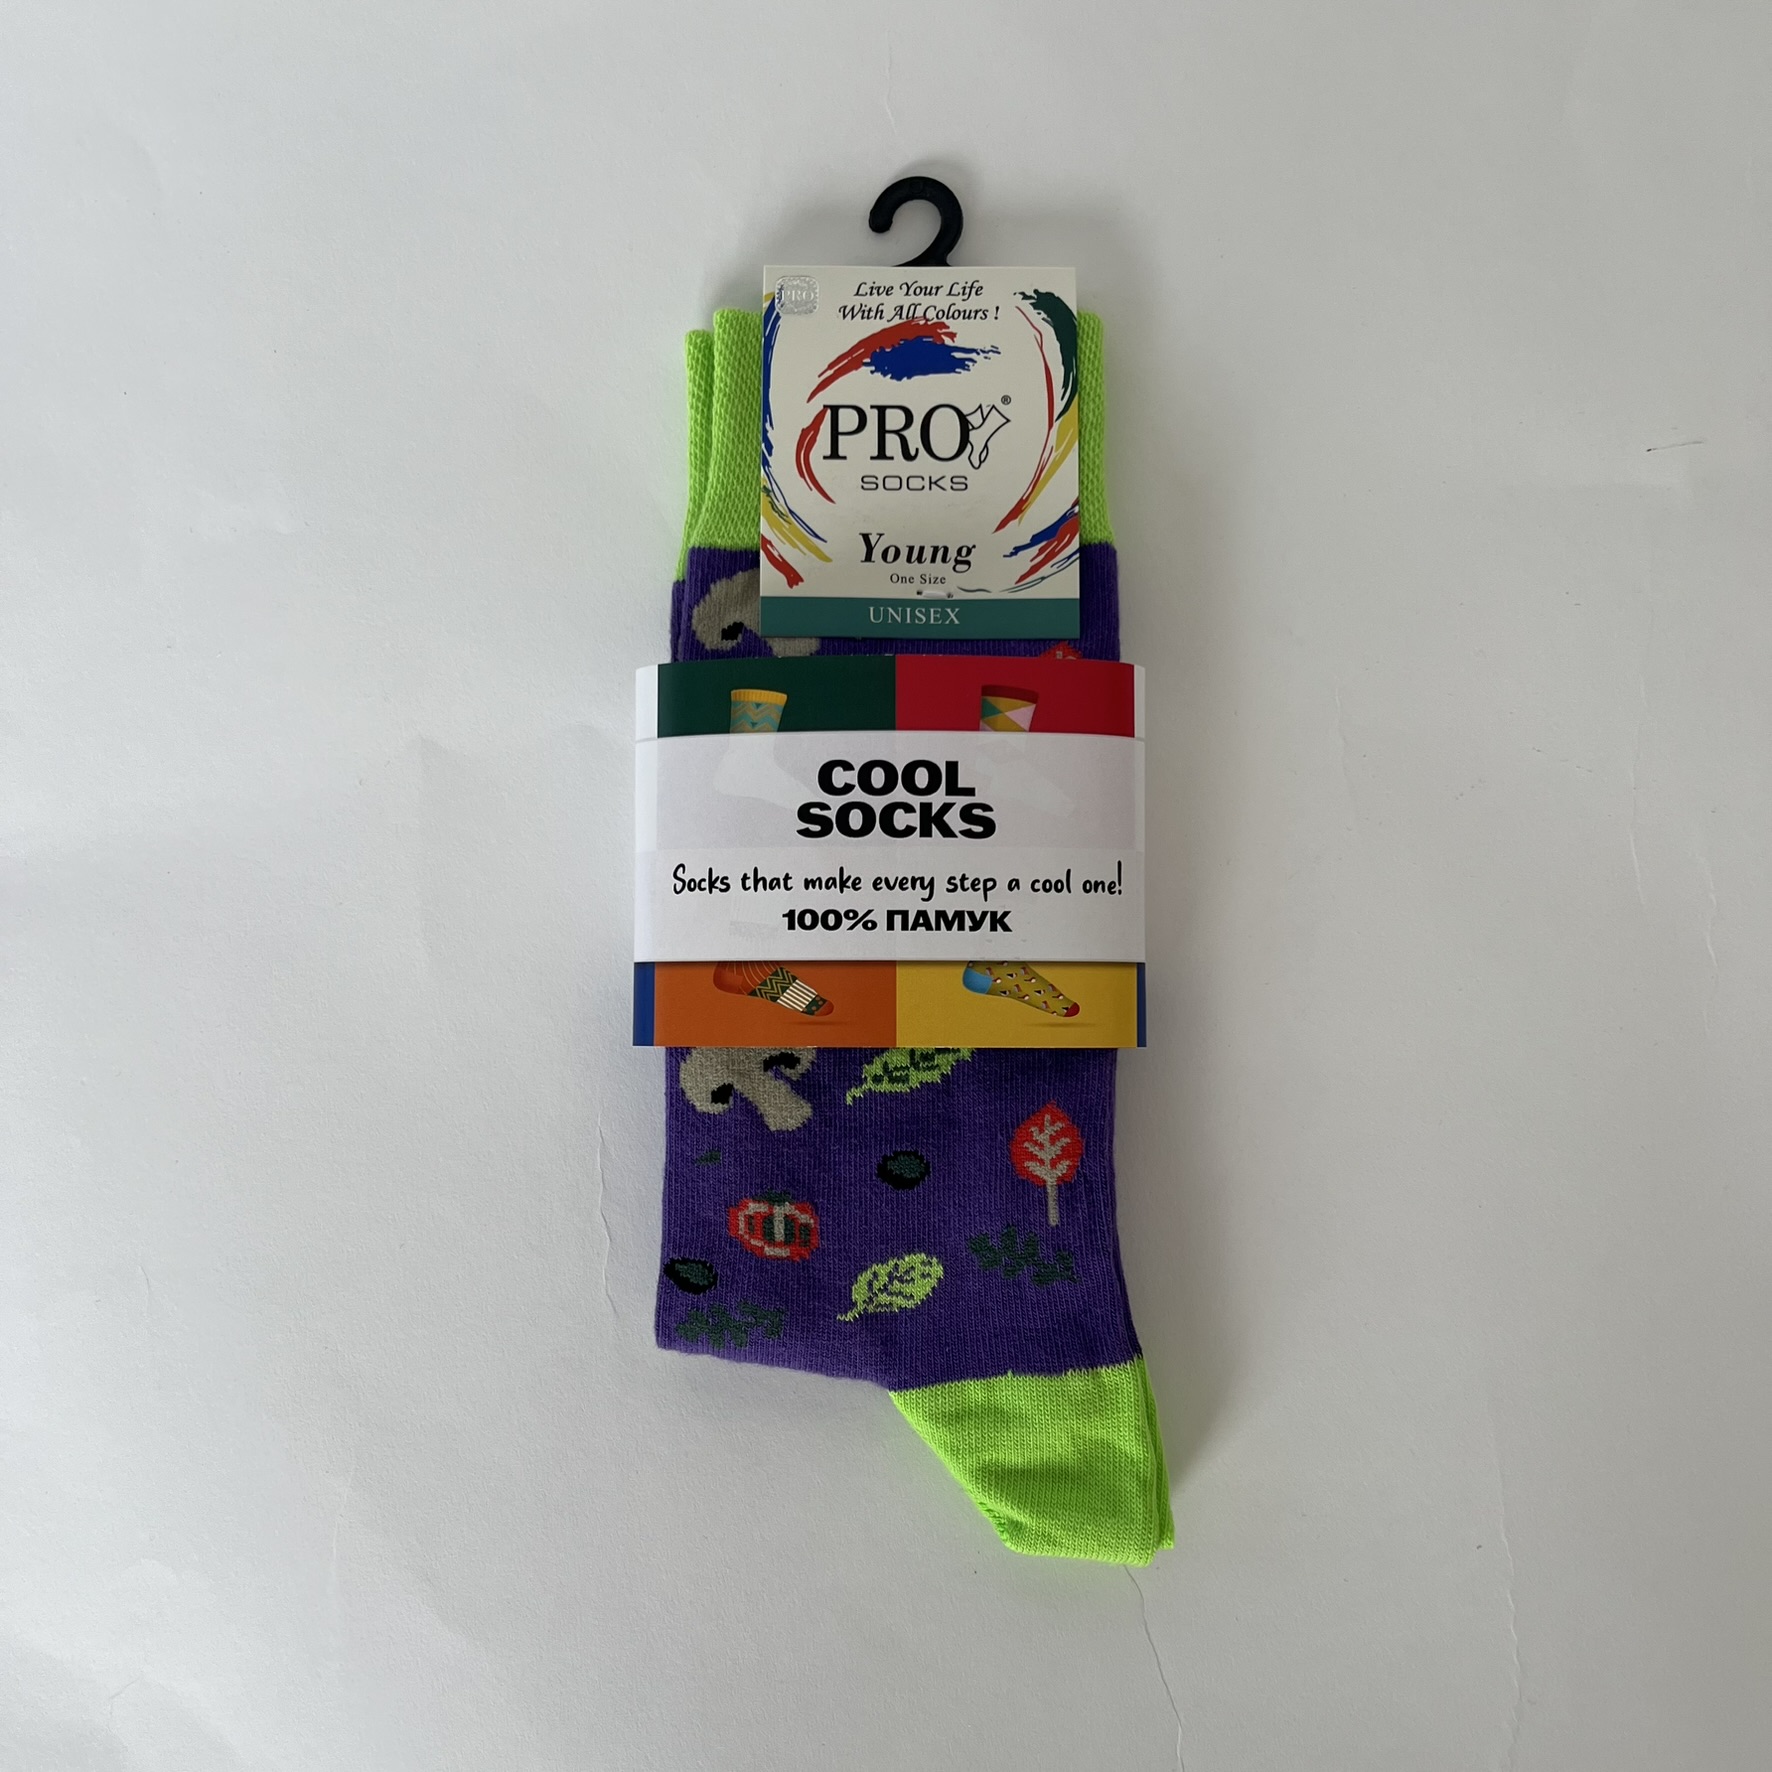 PRO
Live Your Life
With All Colours !
PRO®
SOCKS
Young
One Size
UNISEX
COOL
SOCKS
Socks that make every step a cool one!
100% ПАМУК